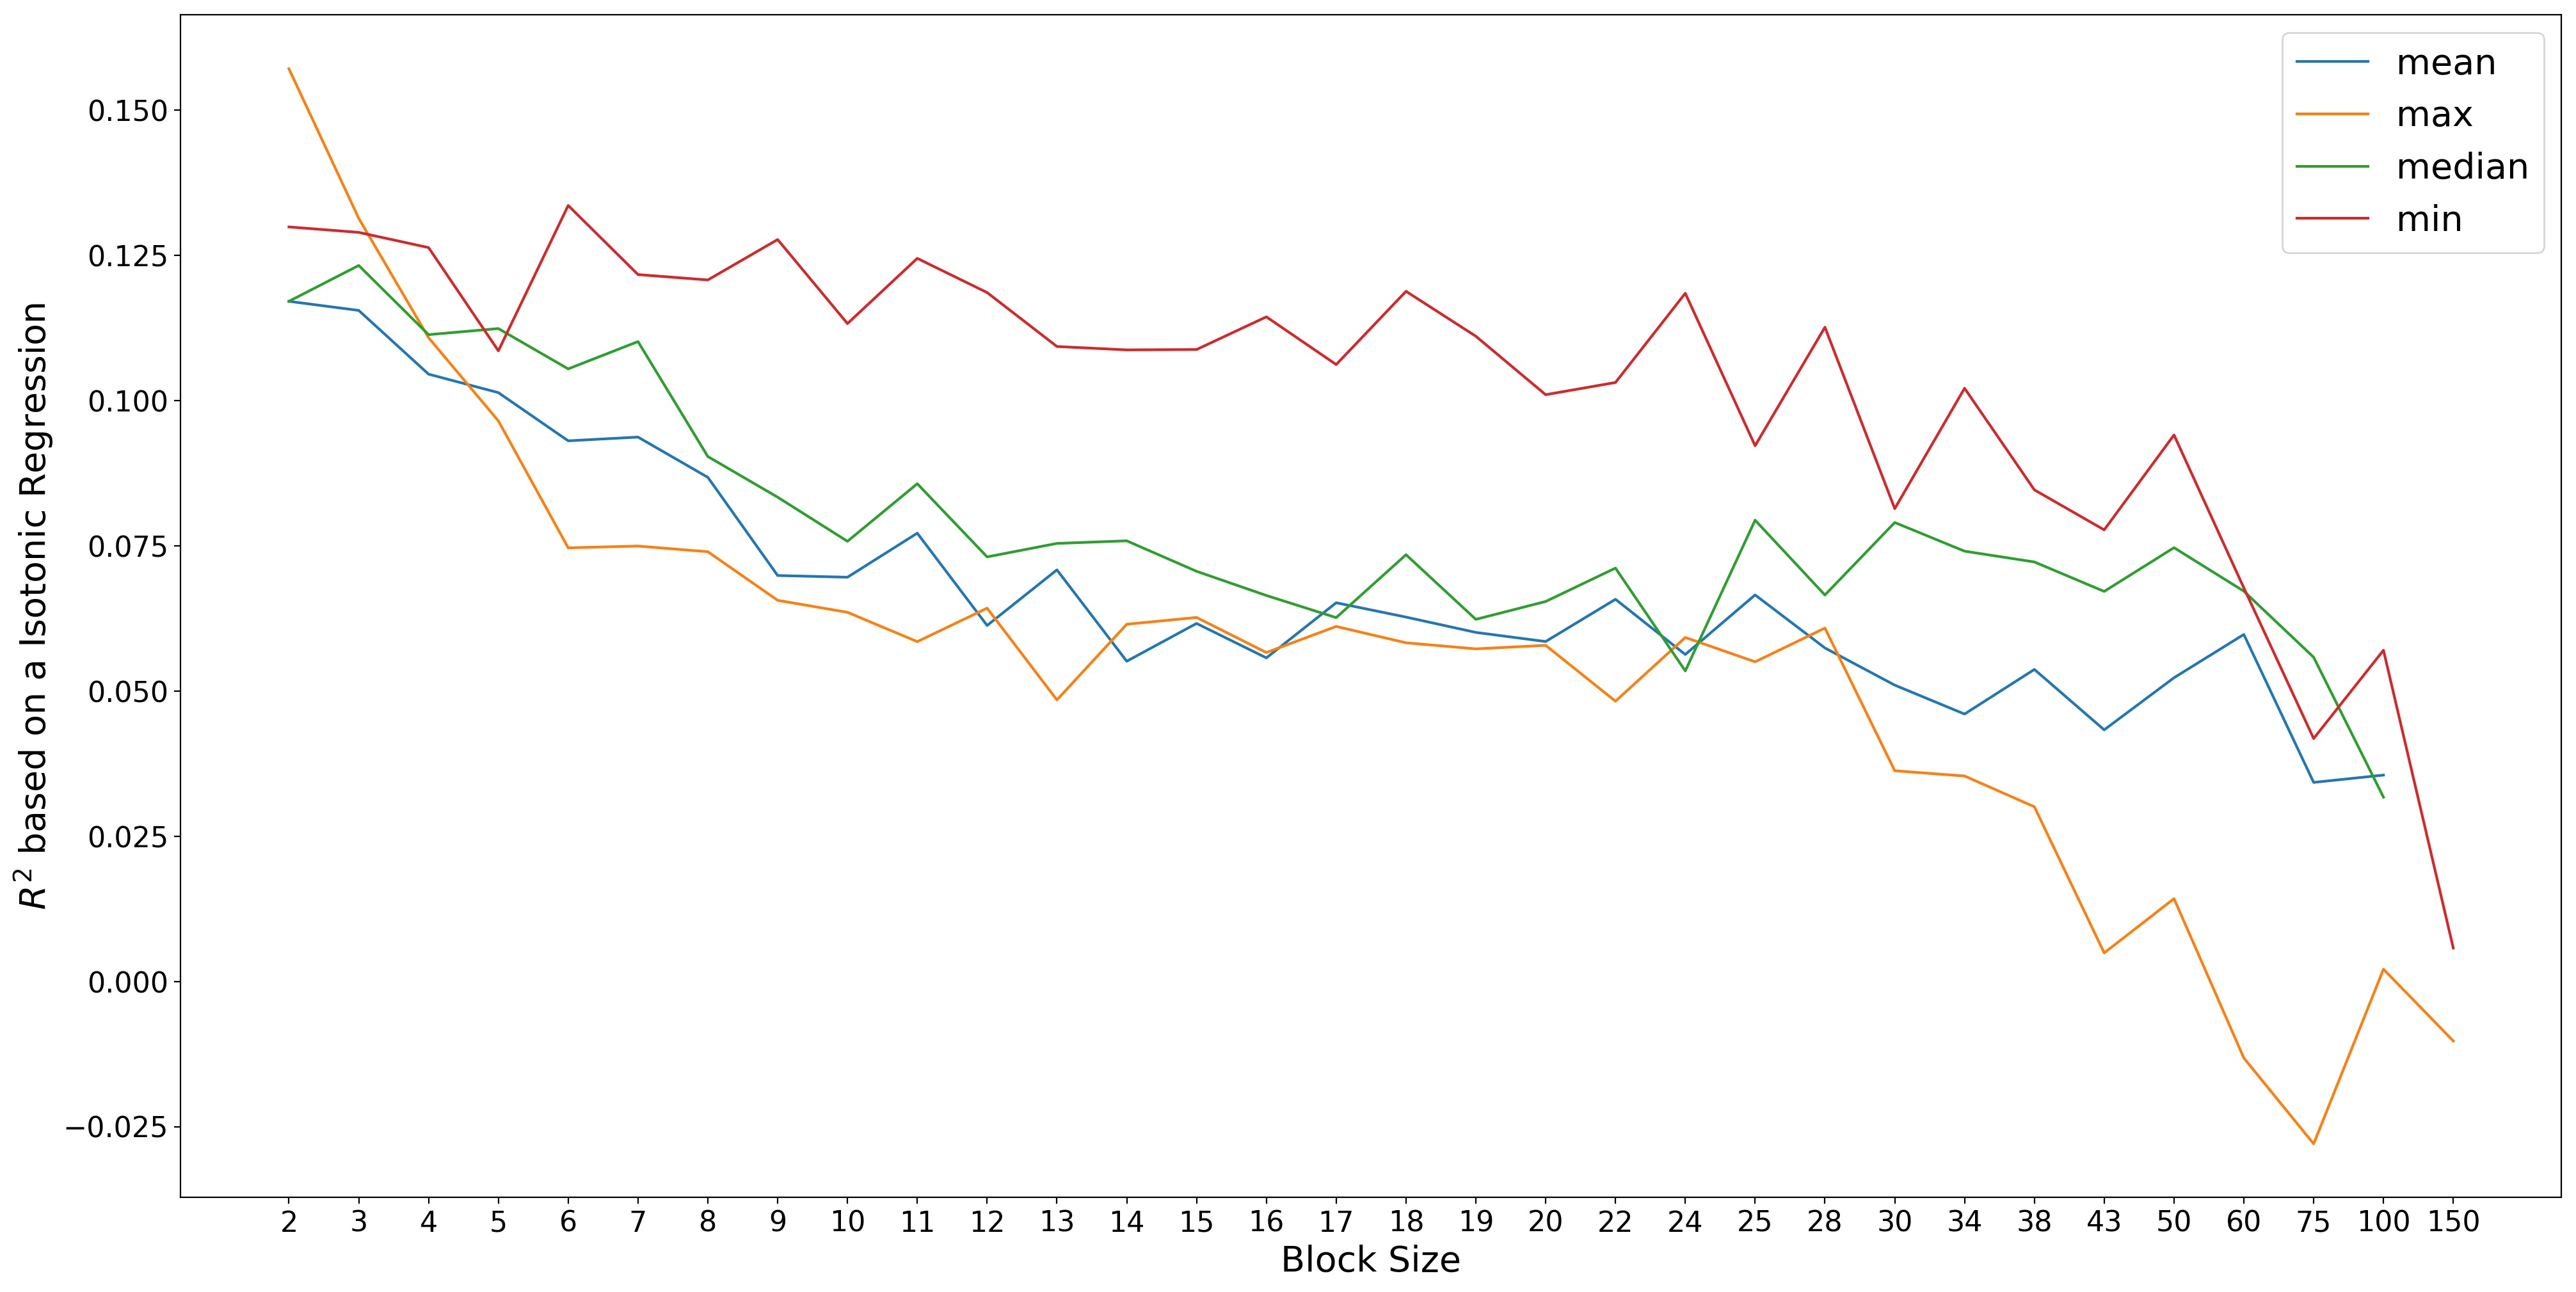 mean
max
median
min
0.150
0.125
0.100
0.075
0.050
0.025
0.000
−0.025
R² based on a Isotonic Regression
2 3 4 5 6 7 8 9 10 11 12 13 14 15 16 17 18 19 20 22 24 25 28 30 34 38 43 50 60 75 100 150
Block Size